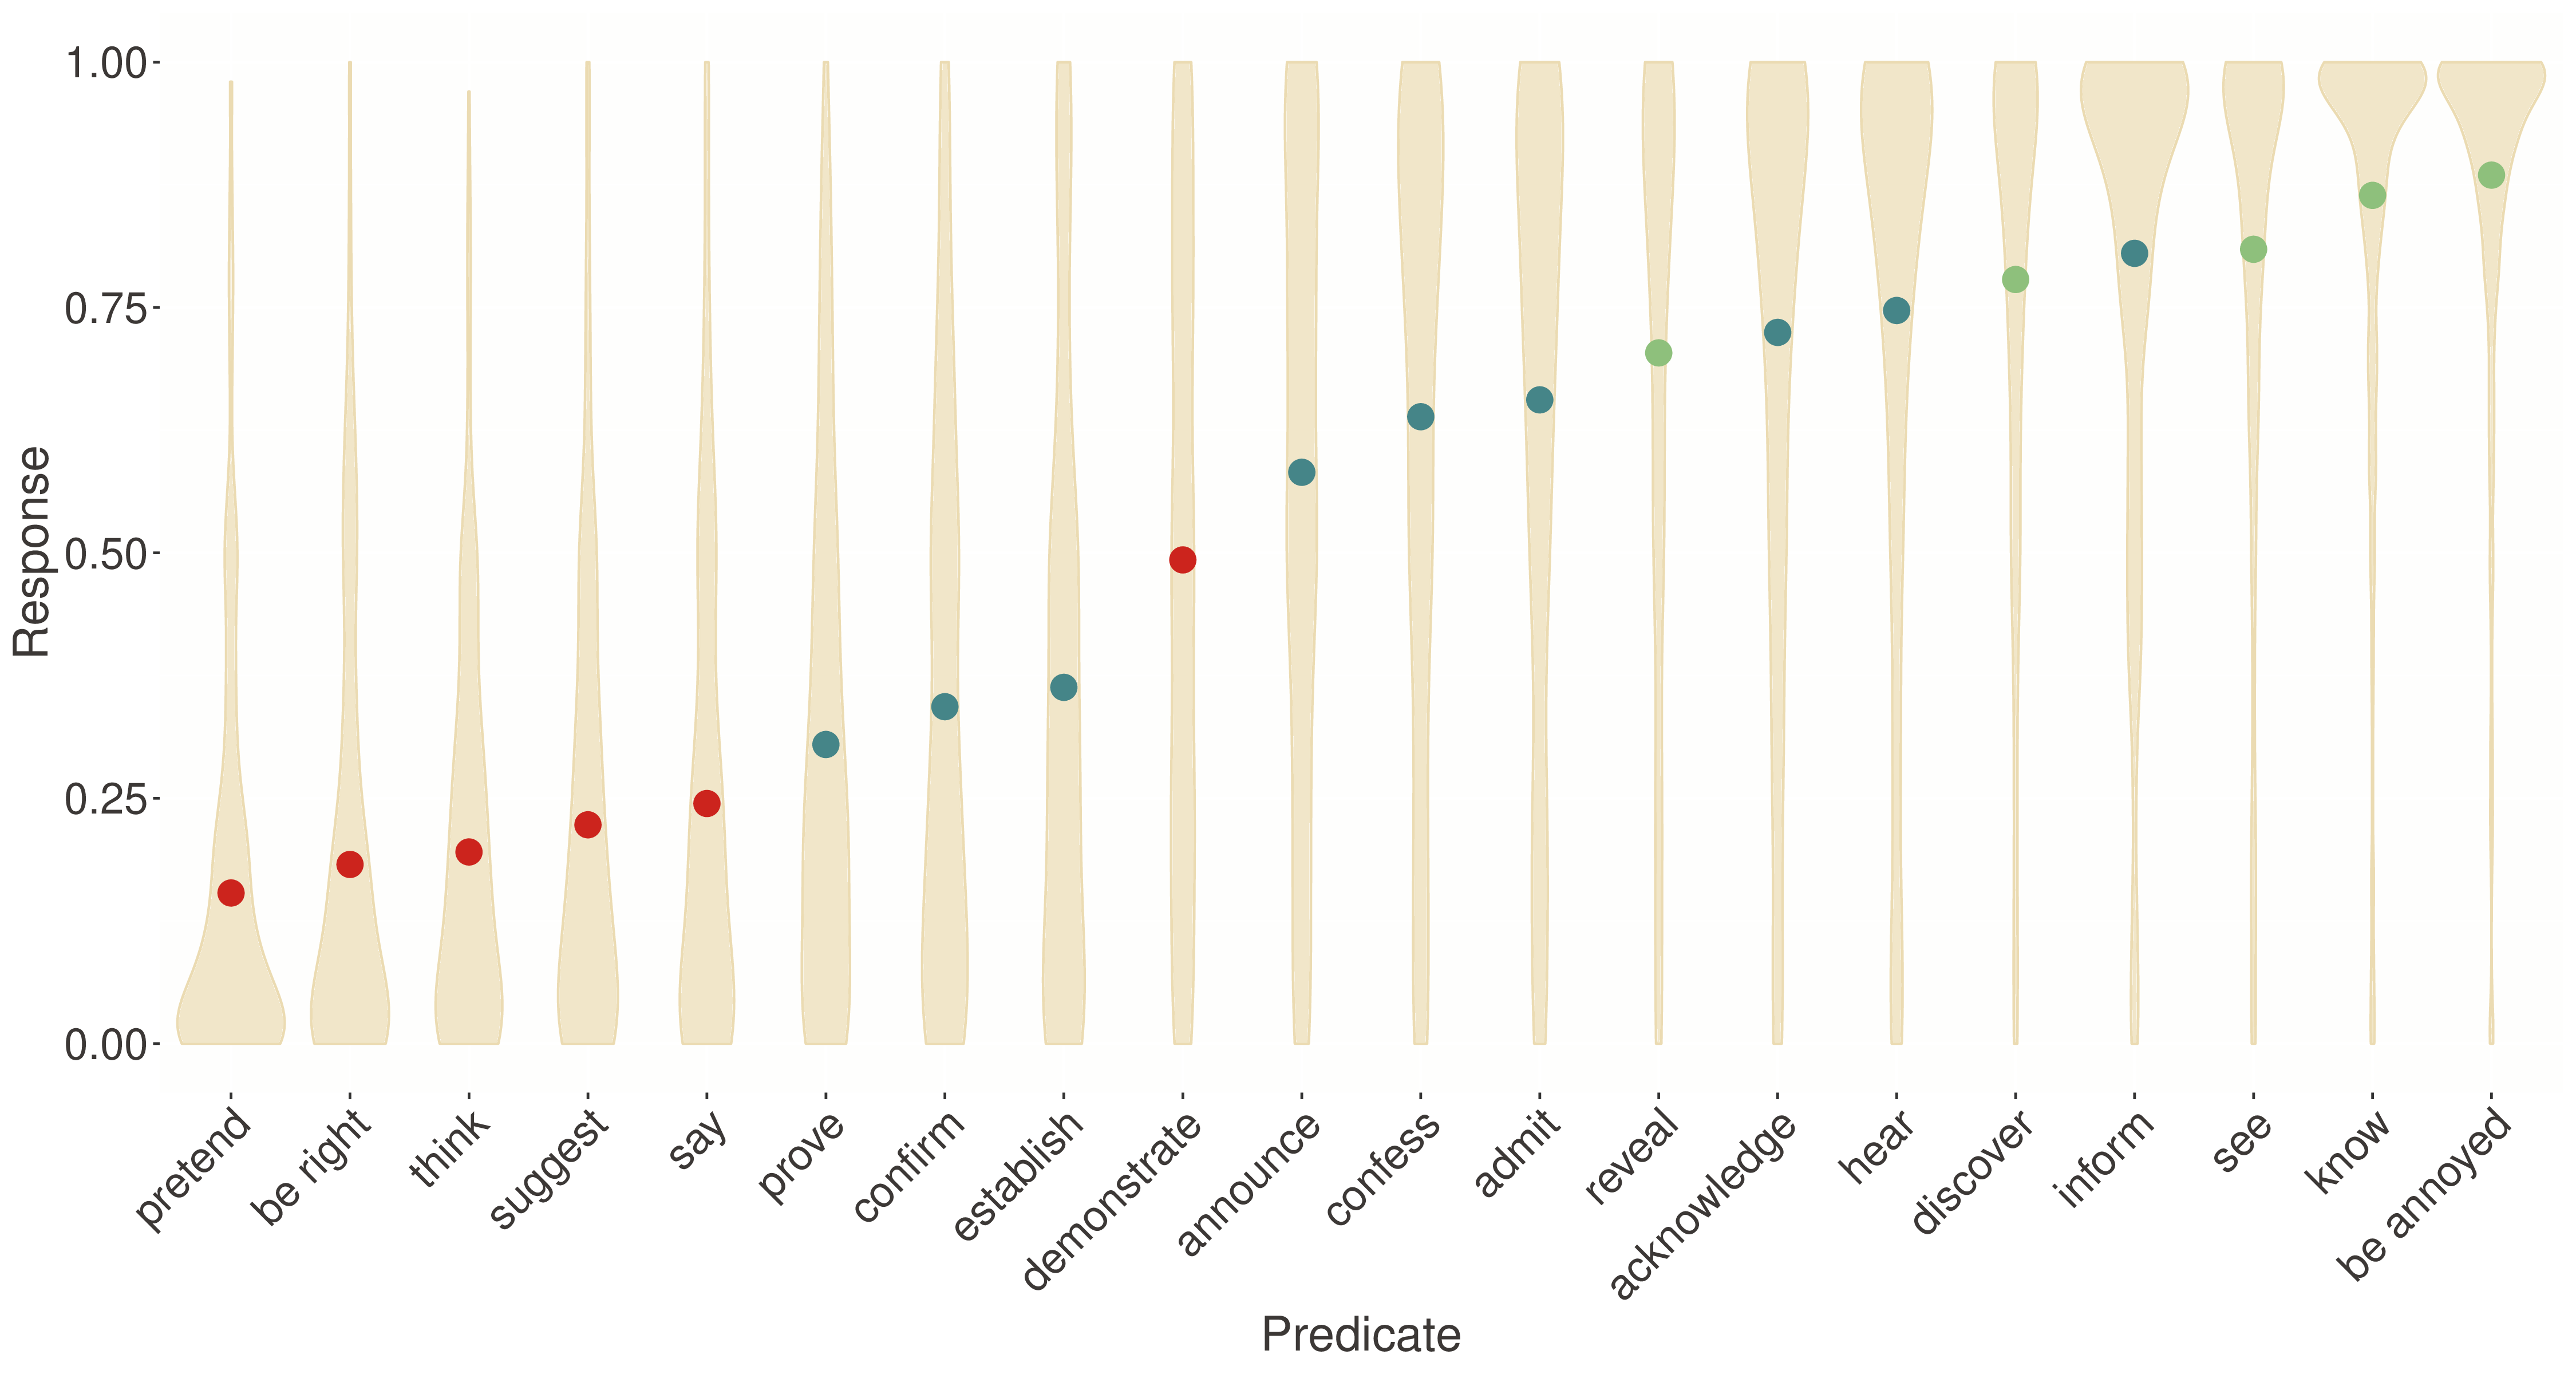 Response
1.00
0.75
0.50
0.25
0.00
pretend
be right
think
suggest
say
prove
confirm
establish
demonstrate
announce
confess
admit
reveal
acknowledge
hear
discover
inform
see
know
be annoyed
Predicate